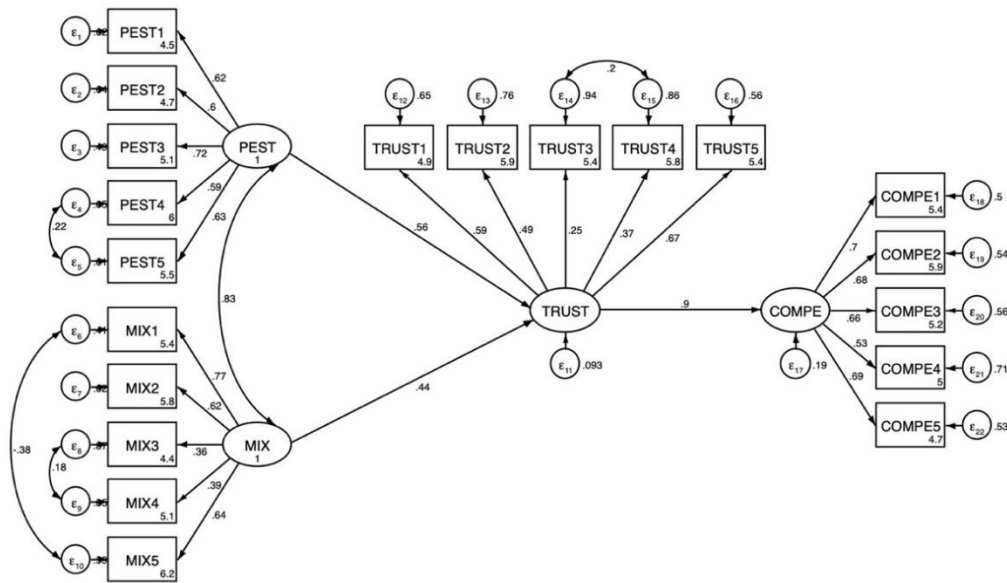 ε1 PEST1 4.5
.62
ε2 PEST2 4.7
.6
ε3 PEST3 5.1
.72
PEST 1
ε4 PEST4 6
.59
.22
.63
ε5 PEST5 5.5
.83
ε6 MIX1 5.4
.77
ε7 MIX2 5.8
.62
-.38
ε8 MIX3 4.4
.36
MIX 1
.18
.39
ε9 MIX4 5.1
.64
ε10 MIX5 6.2
.56
.44
.2
ε12 .65
ε13 .76
ε14 .94
ε15 .86
ε16 .56
TRUST1 4.9
TRUST2 5.9
TRUST3 5.4
TRUST4 5.8
TRUST5 5.4
.59
.49
.25
.37
.67
TRUST
ε11 .093
.9
COMPE
ε17 .19
.7
.68
.66
.53
.69
COMPE1 5.4 ε18 .5
COMPE2 5.9 ε19 .54
COMPE3 5.2 ε20 .56
COMPE4 5 ε21 .71
COMPE5 4.7 ε22 .53